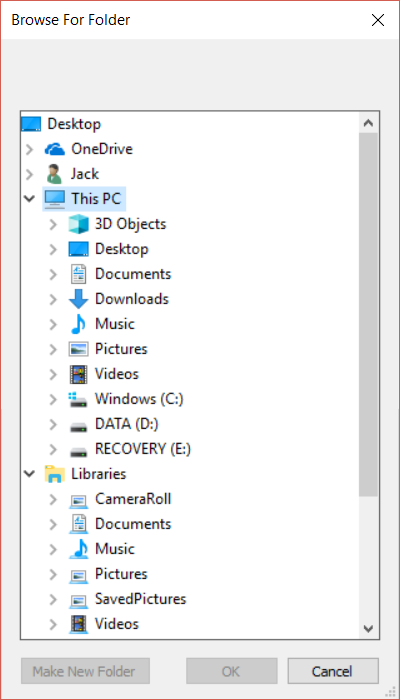 Browse For Folder
Desktop
OneDrive
Jack
This PC
3D Objects
Desktop
Documents
Downloads
Music
Pictures
Videos
Windows (C:)
DATA (D:)
RECOVERY (E:)
Libraries
CameraRoll
Documents
Music
Pictures
SavedPictures
Videos
Make New Folder OK Cancel